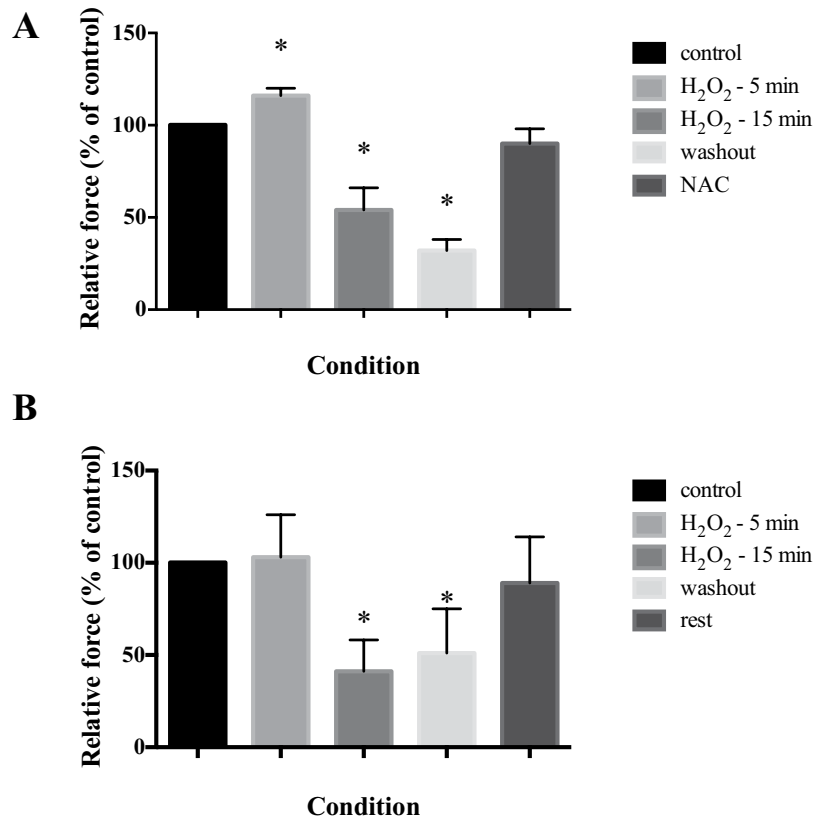 A
150
100
50
0
Relative force (% of control)
*
*
*
Condition
control
H₂O₂ - 5 min
H₂O₂ - 15 min
washout
NAC
B
150
100
50
0
Relative force (% of control)
*
*
Condition
control
H₂O₂ - 5 min
H₂O₂ - 15 min
washout
rest